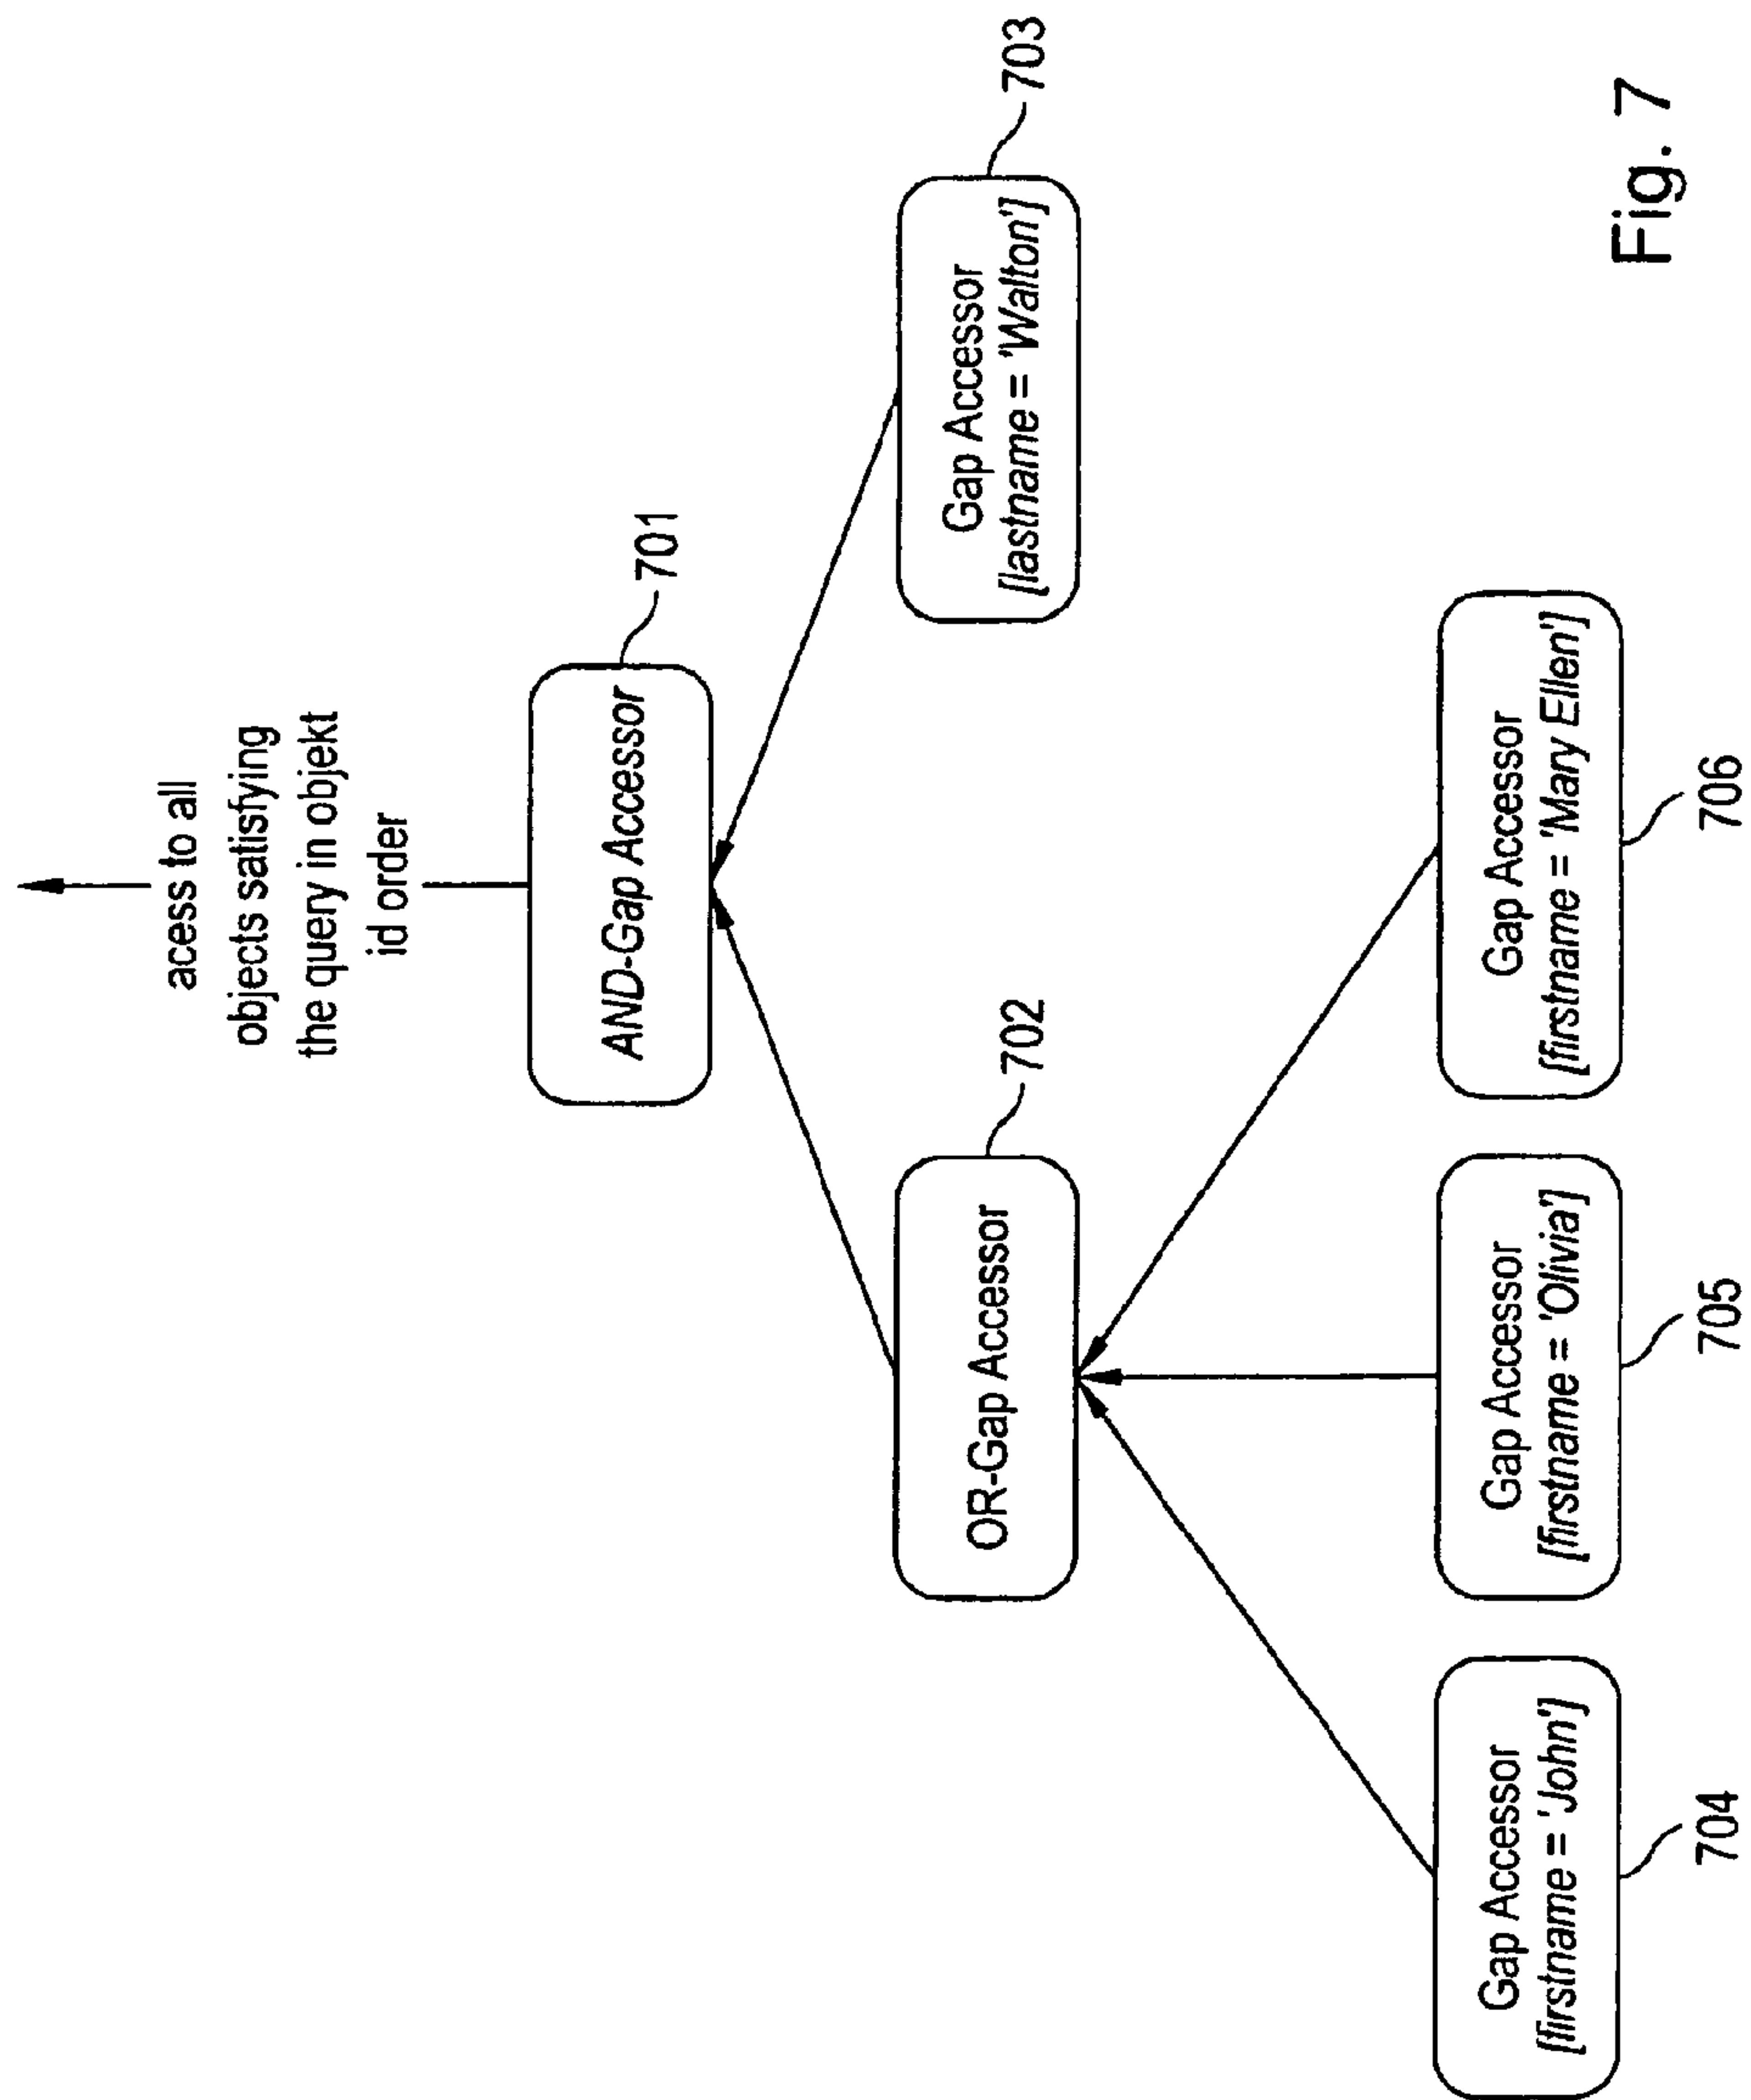 acess to all
objects satisfying
the query in objekt
id order
AND-Gap Accessor
701
OR-Gap Accessor
702
Gap Accessor
[lastname = 'Walton']
703
Gap Accessor
[firstname = 'John']
704
Gap Accessor
[firstname = 'Olivia']
705
Gap Accessor
[firstname = 'Mary Ellen']
706
Fig. 7